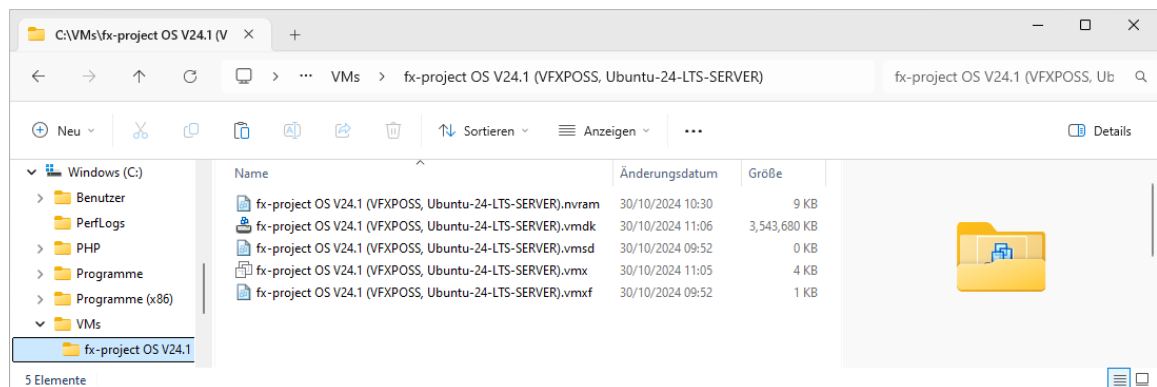 C:\VMs\fx-project OS V24.1 (V
VMs > fx-project OS V24.1 (VFXPOSS, Ubuntu-24-LTS-SERVER)
fx-project OS V24.1 (VFXPOSS, Ub
Neu
Sortieren
Anzeigen
Details
Windows (C:)
Benutzer
PerfLogs
PHP
Programme
Programme (x86)
VMs
fx-project OS V24.1
Name Änderungsdatum Größe
fx-project OS V24.1 (VFXPOSS, Ubuntu-24-LTS-SERVER).nvram 30/10/2024 10:30 9 KB
fx-project OS V24.1 (VFXPOSS, Ubuntu-24-LTS-SERVER).vmdk 30/10/2024 11:06 3,543,680 KB
fx-project OS V24.1 (VFXPOSS, Ubuntu-24-LTS-SERVER).vmsd 30/10/2024 09:52 0 KB
fx-project OS V24.1 (VFXPOSS, Ubuntu-24-LTS-SERVER).vmx 30/10/2024 11:05 4 KB
fx-project OS V24.1 (VFXPOSS, Ubuntu-24-LTS-SERVER).vmxf 30/10/2024 09:52 1 KB
5 Elemente